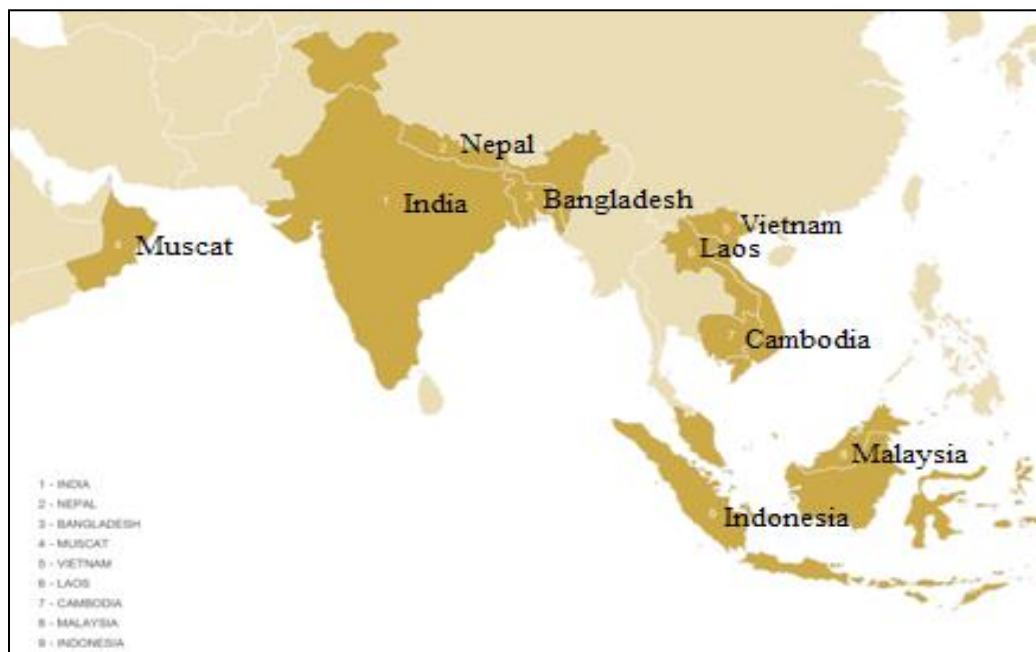 Nepal
India
Bangladesh
Vietnam
Laos
Muscat
Cambodia
Malaysia
Indonesia
1 - INDIA
2 - NEPAL
3 - BANGLADESH
4 - MUSCAT
5 - VIETNAM
6 - LAOS
7 - CAMBODIA
8 - MALAYSIA
9 - INDONESIA